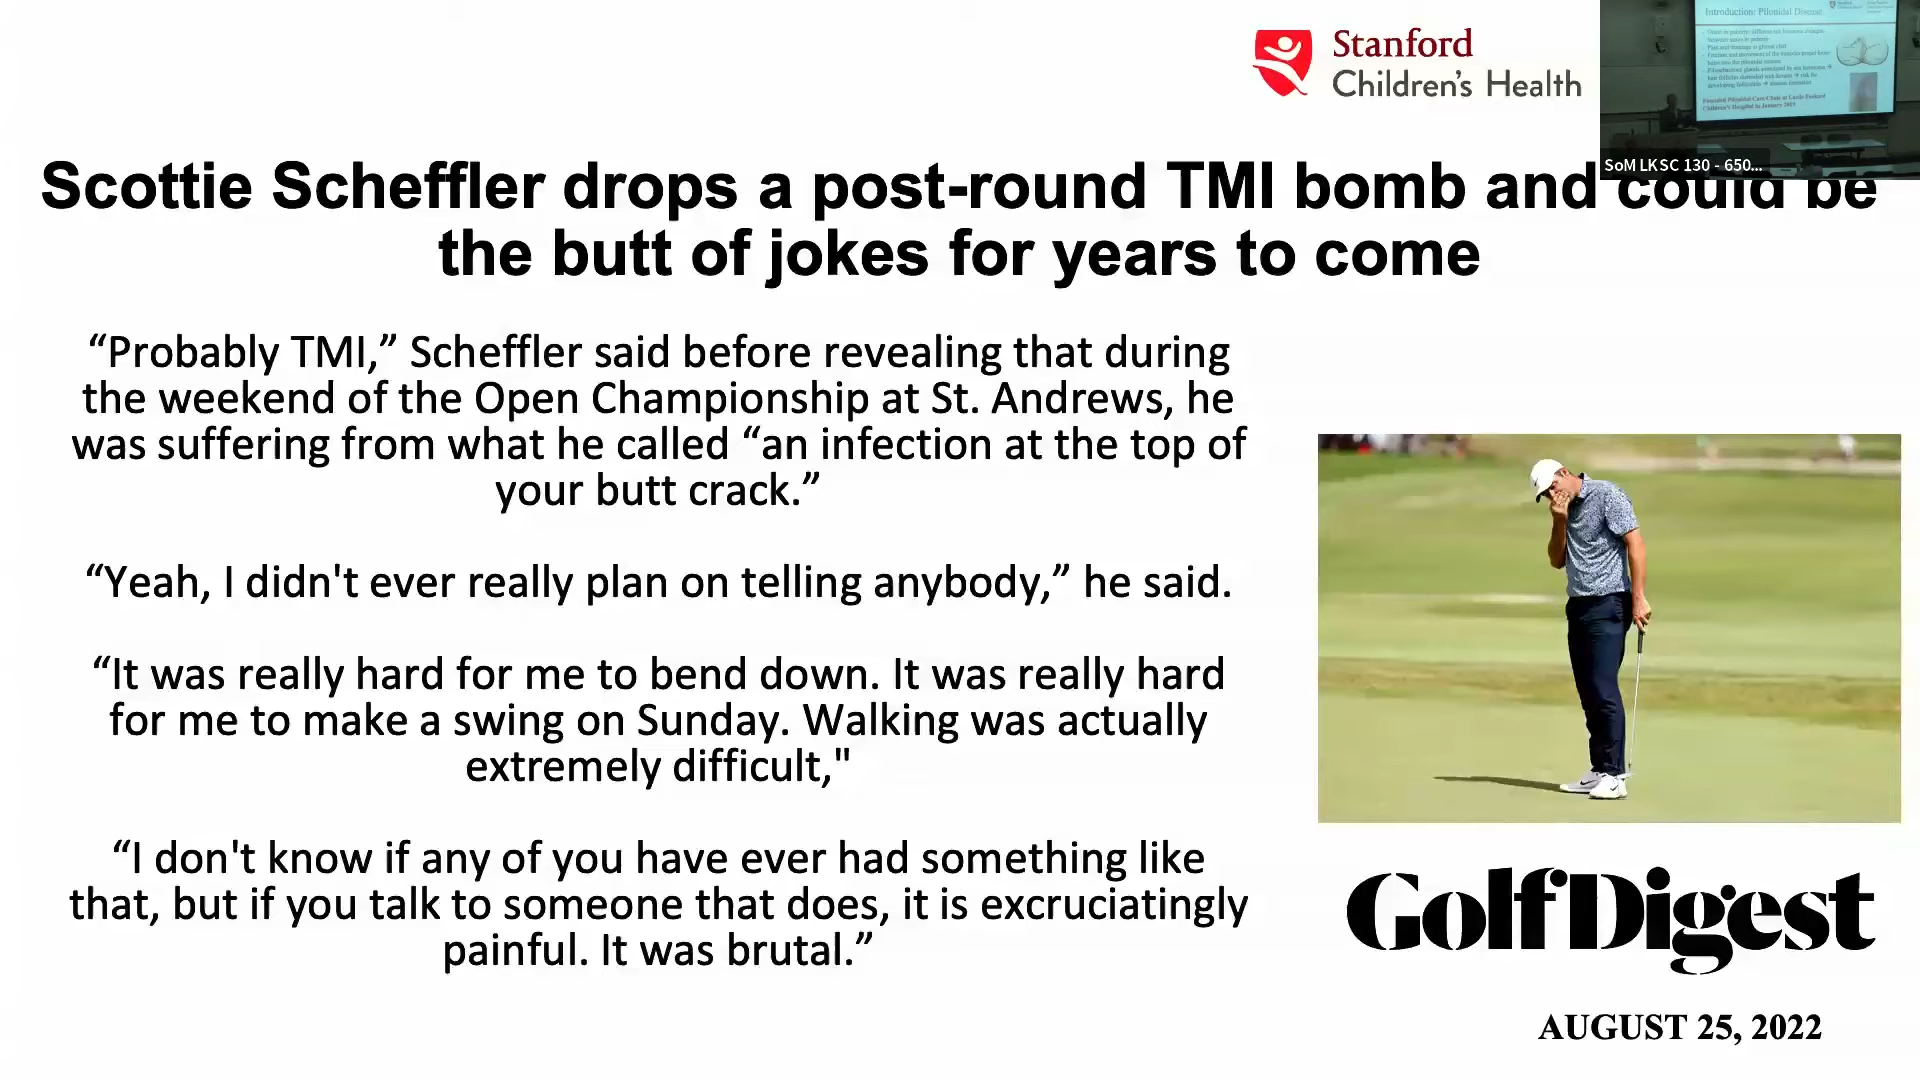 Stanford
Children's Health
Introduction: Pilonidal Disease
SoM LKSC 130 - 650...
Scottie Scheffler drops a post-round TMI bomb and could be
the butt of jokes for years to come
“Probably TMI,” Scheffler said before revealing that during
the weekend of the Open Championship at St. Andrews, he
was suffering from what he called “an infection at the top of
your butt crack.”
“Yeah, I didn't ever really plan on telling anybody,” he said.
“It was really hard for me to bend down. It was really hard
for me to make a swing on Sunday. Walking was actually
extremely difficult,"
“I don't know if any of you have ever had something like
that, but if you talk to someone that does, it is excruciatingly
painful. It was brutal.”
GolfDigest
AUGUST 25, 2022